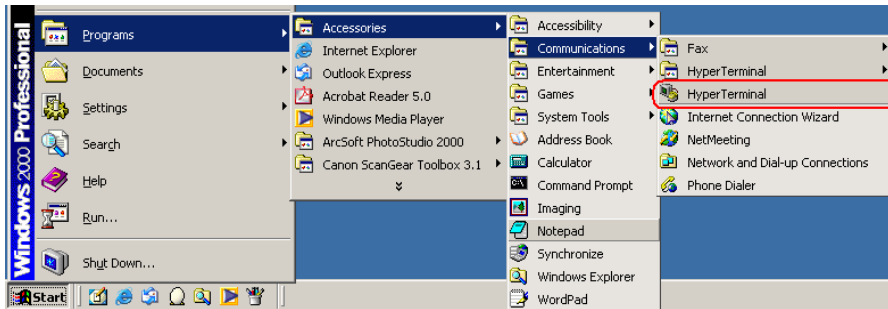 Windows 2000 Professional
Programs
Documents
Settings
Search
Help
Run...
Shut Down...
Start
Accessories
Internet Explorer
Outlook Express
Acrobat Reader 5.0
Windows Media Player
ArcSoft PhotoStudio 2000
Canon ScanGear Toolbox 3.1
Accessibility
Communications
Entertainment
Games
System Tools
Address Book
Calculator
Command Prompt
Imaging
Notepad
Synchronize
Windows Explorer
WordPad
Fax
HyperTerminal
HyperTerminal
Internet Connection Wizard
NetMeeting
Network and Dial-up Connections
Phone Dialer